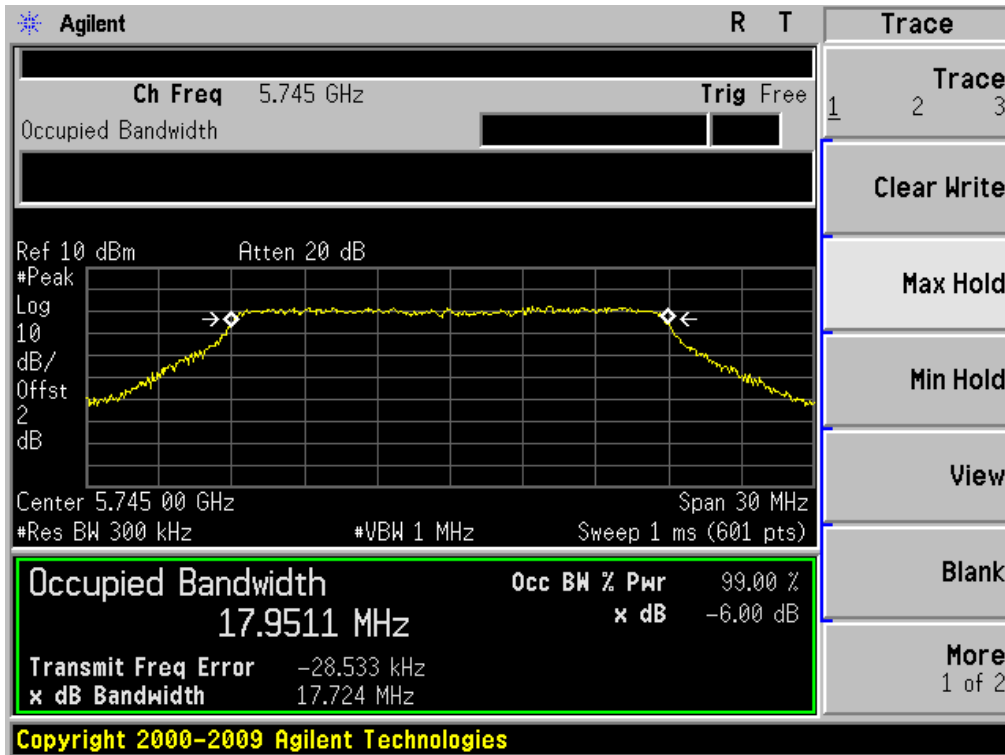 Agilent R T Trace
Ch Freq 5.745 GHz Trig Free
Occupied Bandwidth
Trace
1 2 3
Clear Write
Max Hold
Min Hold
View
Blank
More
1 of 2
Ref 10 dBm Atten 20 dB
#Peak
Log
10
dB/
Offst
2
dB
Center 5.745 00 GHz Span 30 MHz
#Res BW 300 kHz #VBW 1 MHz Sweep 1 ms (601 pts)
Occupied Bandwidth Occ BW % Pwr 99.00 %
17.9511 MHz x dB -6.00 dB
Transmit Freq Error -28.533 kHz
x dB Bandwidth 17.724 MHz
Copyright 2000-2009 Agilent Technologies